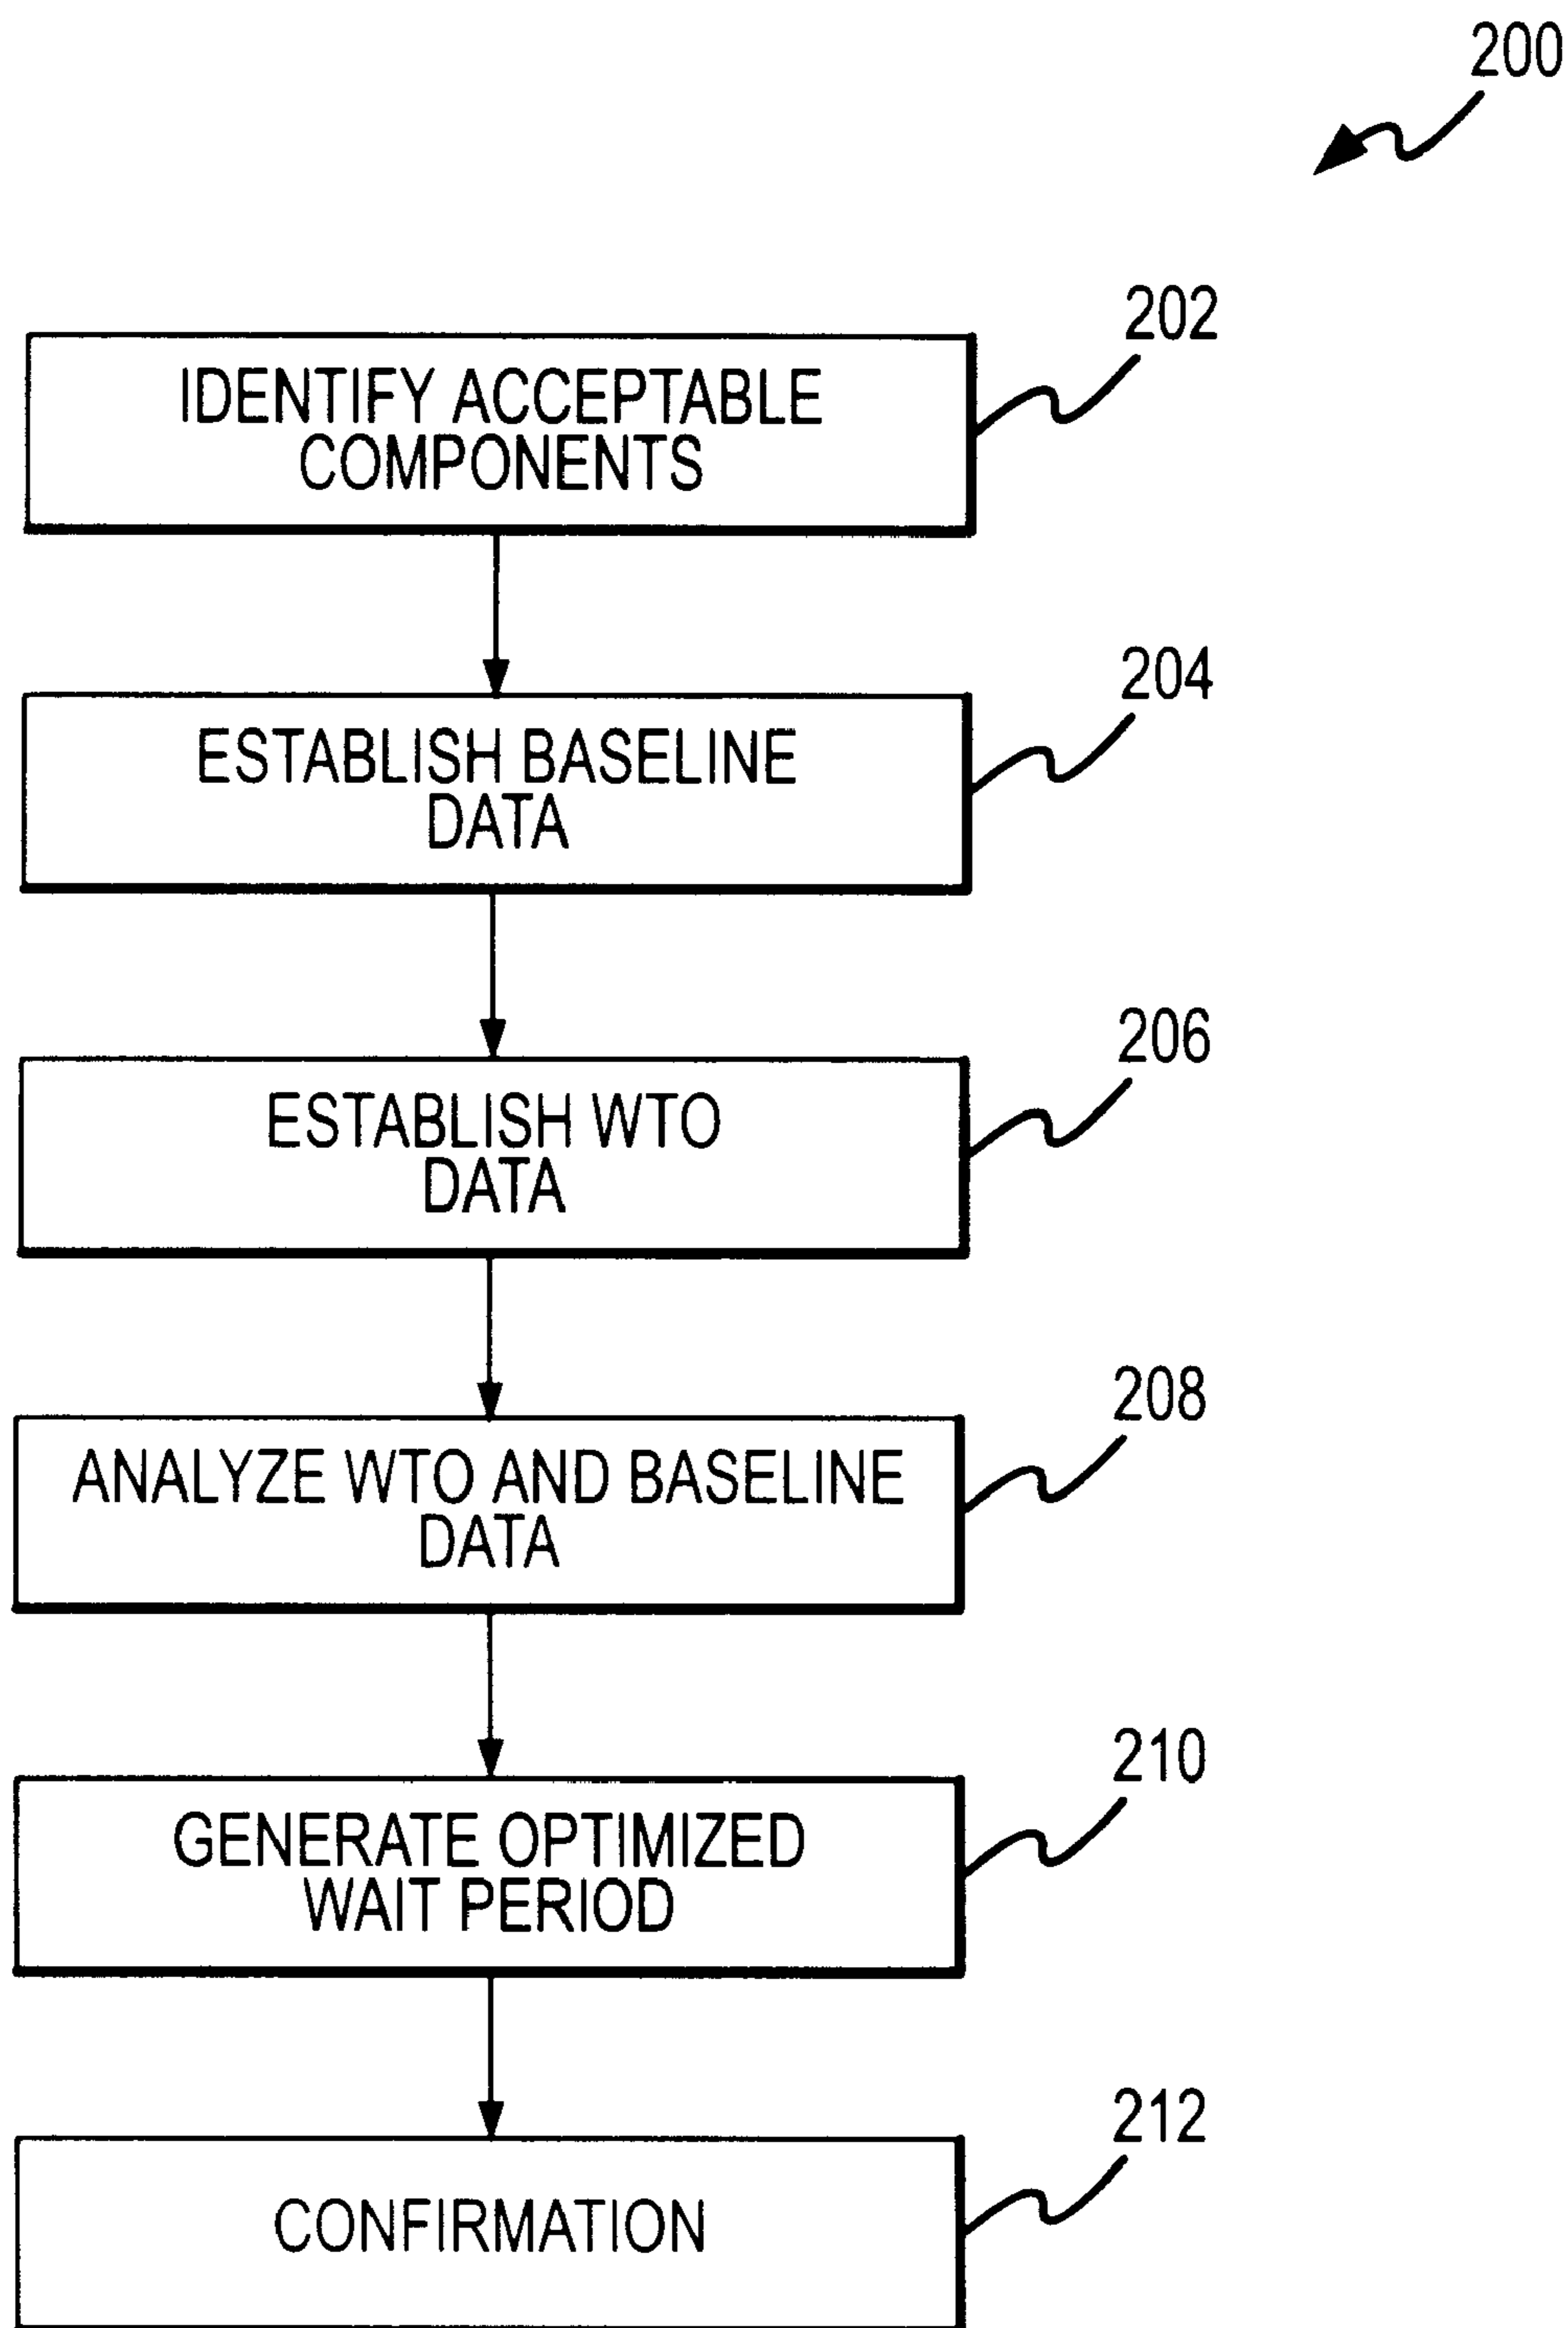 200
202
IDENTIFY ACCEPTABLE
COMPONENTS
204
ESTABLISH BASELINE
DATA
206
ESTABLISH WTO
DATA
208
ANALYZE WTO AND BASELINE
DATA
210
GENERATE OPTIMIZED
WAIT PERIOD
212
CONFIRMATION